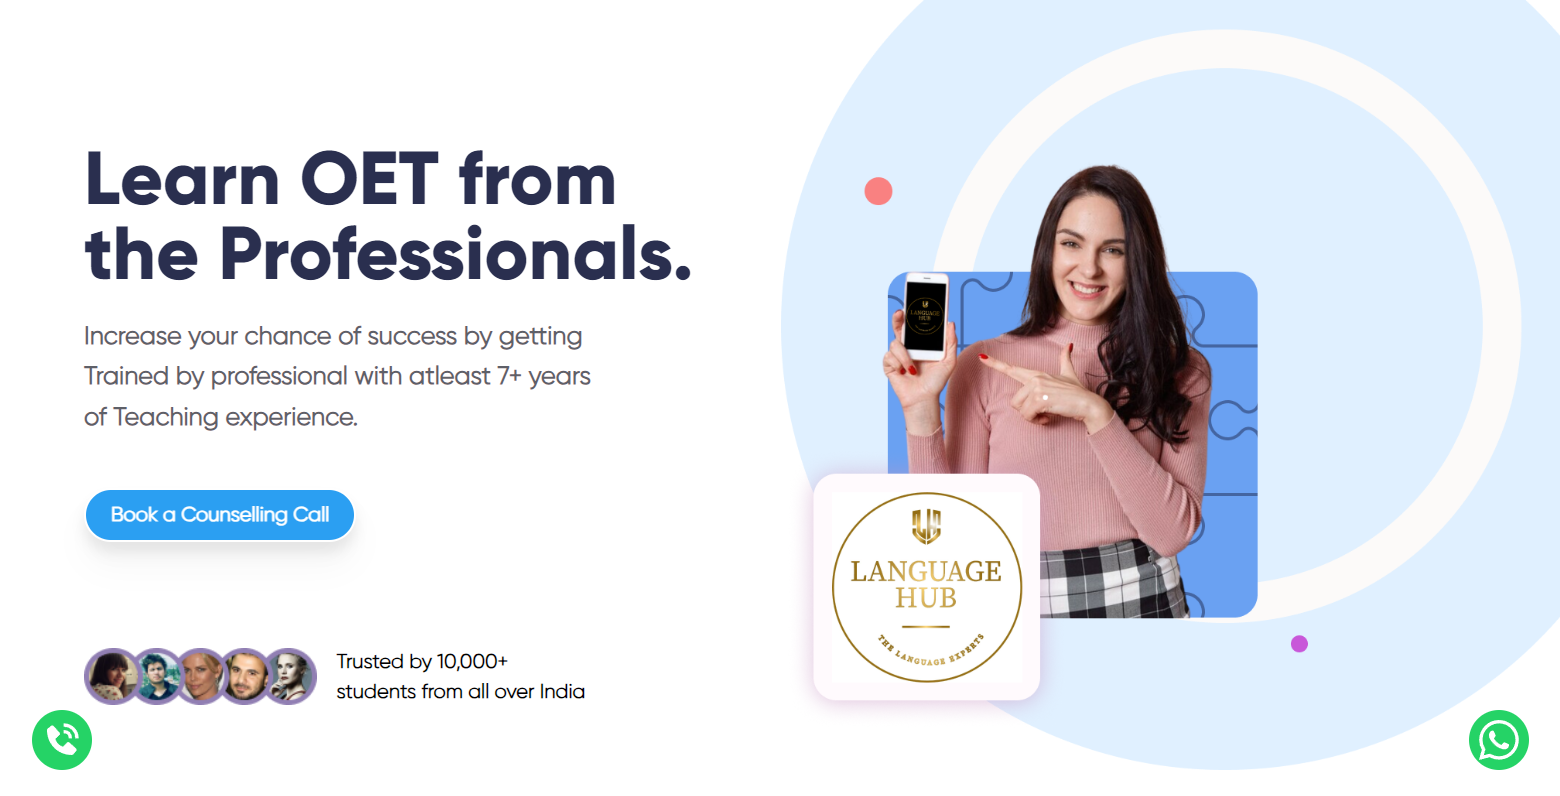 Learn OET from
the Professionals.
Increase your chance of success by getting
Trained by professional with atleast 7+ years
of Teaching experience.
Book a Counselling Call
Trusted by 10,000+
students from all over India
LANGUAGE
HUB
LANGUAGE
HUB
THE LANGUAGE EXPERTS